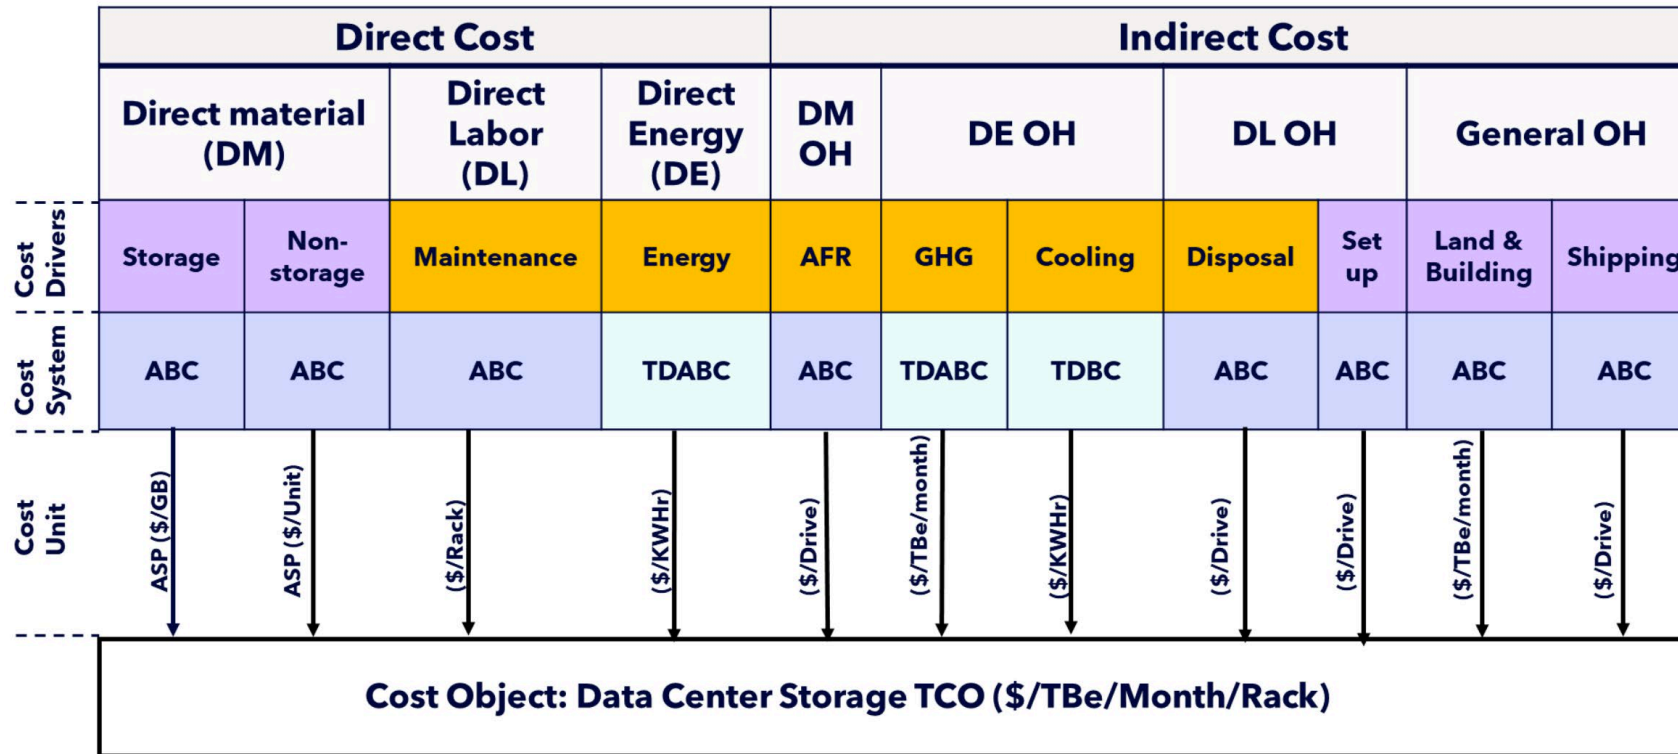 Direct Cost
Indirect Cost
Direct material
(DM)
Direct
Labor
(DL)
Direct
Energy
(DE)
DM
OH
DE OH
DL OH
General OH
Cost
Drivers
Storage
Non-
storage
Maintenance
Energy
AFR
GHG
Cooling
Disposal
Set
up
Land &
Building
Shipping
Cost
System
ABC
ABC
ABC
TDABC
ABC
TDABC
TDBC
ABC
ABC
ABC
ABC
Cost
Unit
ASP ($/GB)
ASP ($/Unit)
($/Rack)
($/KWHr)
($/Drive)
($/TBe/month)
($/KWHr)
($/Drive)
($/Drive)
($/TBe/month)
($/Drive)
Cost Object: Data Center Storage TCO ($/TBe/Month/Rack)